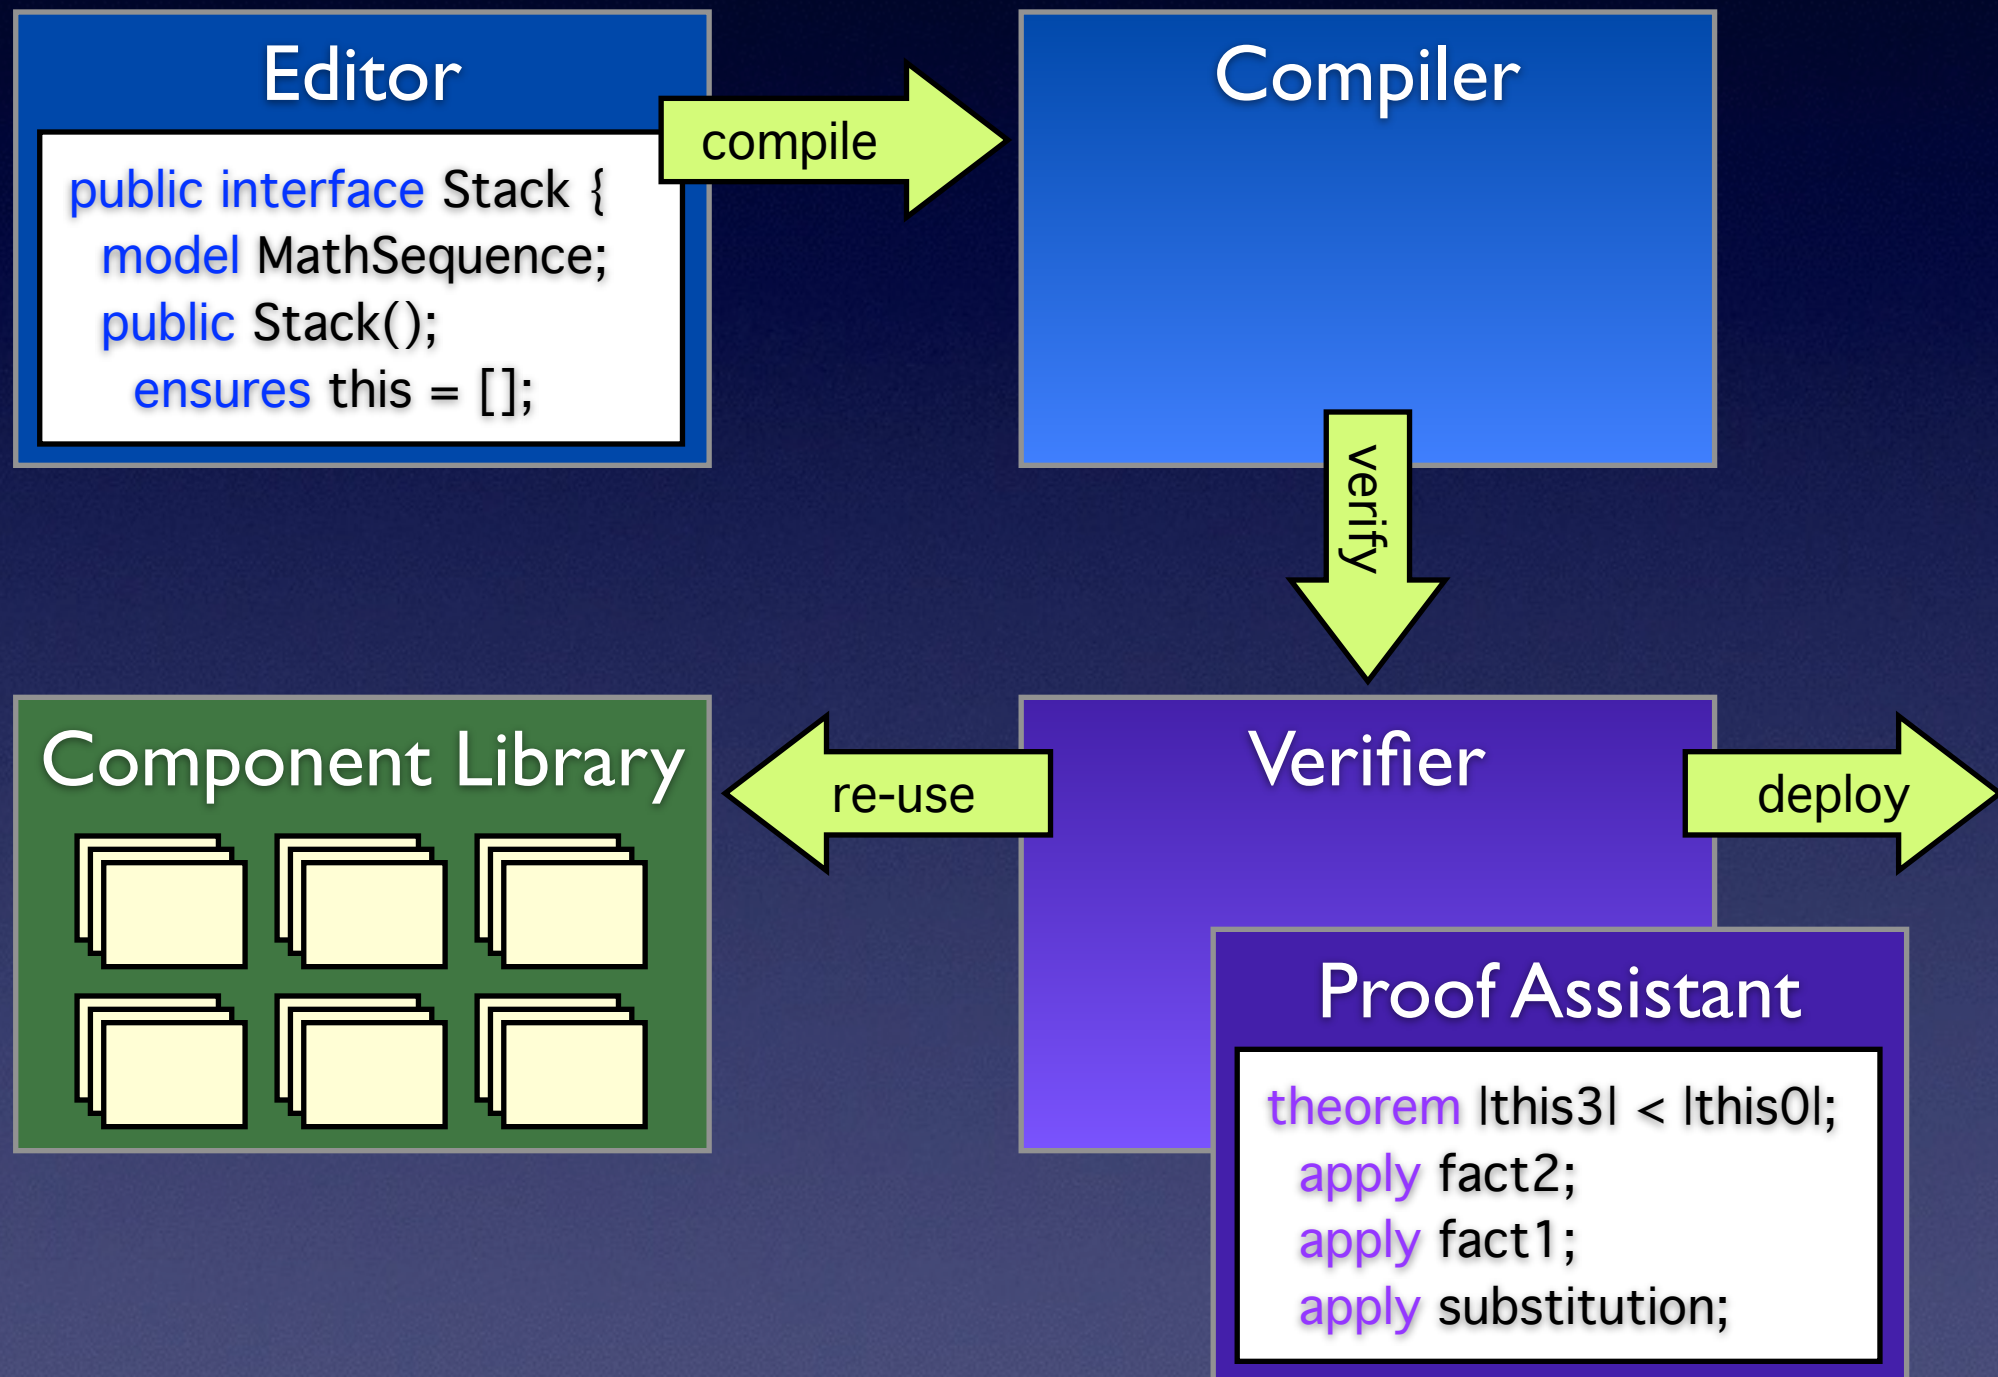 Editor
public interface Stack {
model MathSequence;
public Stack();
ensures this = [];
compile
Compiler
verify
Component Library
re-use
Verifier
deploy
Proof Assistant
theorem |this3| < |this0|;
apply fact2;
apply fact1;
apply substitution;